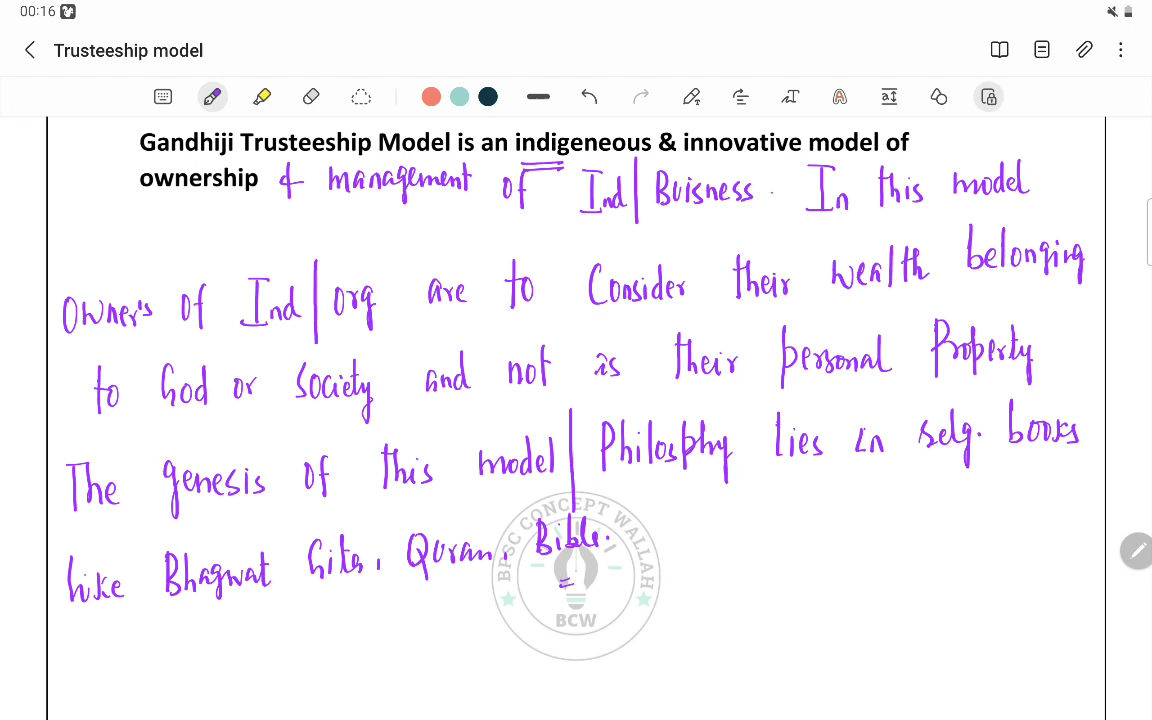 00:16
Trusteeship model
Gandhiji Trusteeship Model is an indigeneous & innovative model of
ownership & management of Ind/Buisness. In this model
Owner's of Ind/org are to Consider their wealth belonging
to God or Society and not is their personal Property
The genesis of this model/Philosphy lies in relg. books
like Bhagwat Gita, Quran, Bible.
BPSC CONCEPT WALLAH
BCW